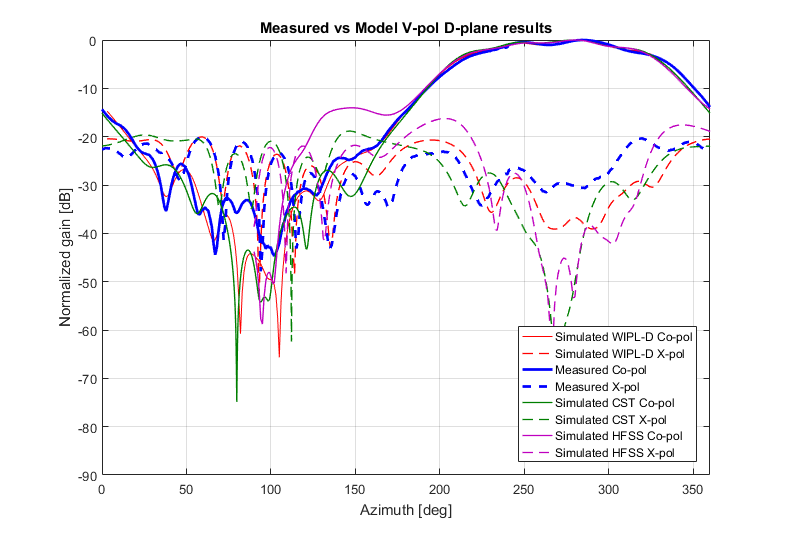 Measured vs Model V-pol D-plane results
0
-10
-20
-30
-40
-50
-60
-70
-80
-90
Normalized gain [dB]
0 50 100 150 200 250 300 350
Azimuth [deg]
Simulated WIPL-D Co-pol
Simulated WIPL-D X-pol
Measured Co-pol
Measured X-pol
Simulated CST Co-pol
Simulated CST X-pol
Simulated HFSS Co-pol
Simulated HFSS X-pol